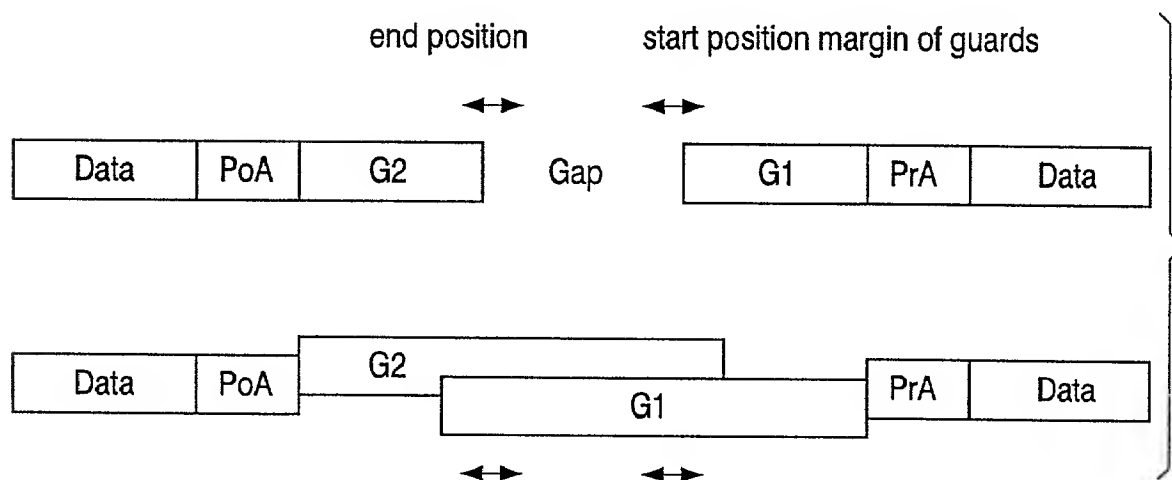 end position start position margin of guards
Data PoA G2 Gap G1 PrA Data
Data PoA G2 G1 PrA Data